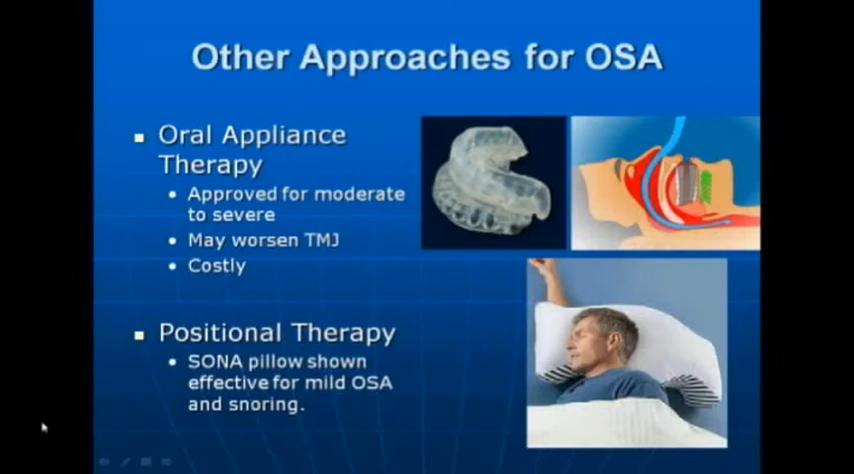 Other Approaches for OSA
Oral Appliance
Therapy
Approved for moderate
to severe
May worsen TMJ
Costly
Positional Therapy
SONA pillow shown
effective for mild OSA
and snoring.